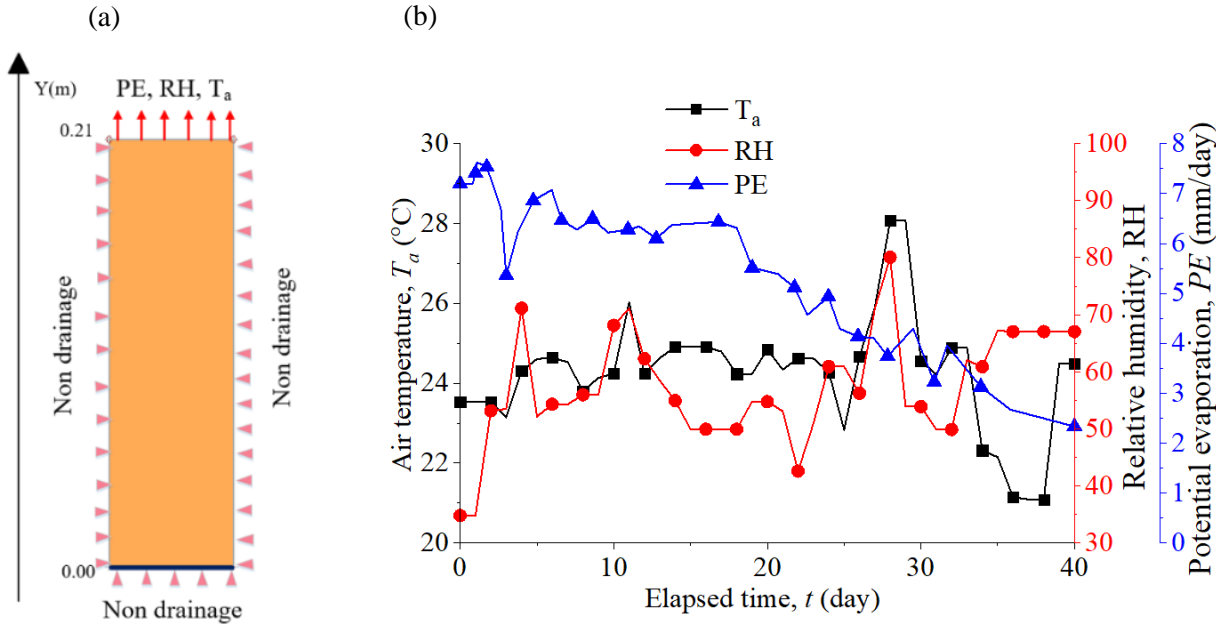 (a)
Y(m)
PE, RH, Tₐ
0.21
Non drainage
Non drainage
0.00
Non drainage
(b)
Tₐ
RH
PE
Air temperature, Tₐ (°C)
30
28
26
24
22
20
0 10 20 30 40
Elapsed time, t (day)
100
90
80
70
60
50
40
30
Relative humidity, RH
8
7
6
5
4
3
2
1
0
Potential evaporation, PE (mm/day)